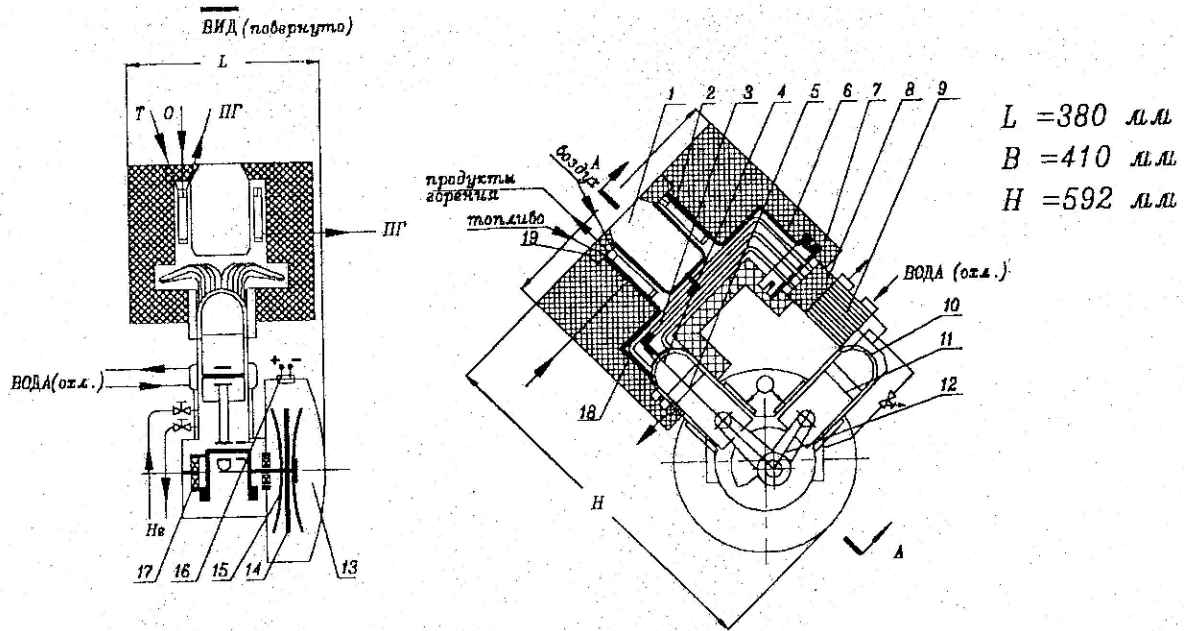 ВИД (повернуто)
L
Т О ПГ
ПГ
ВОДА(охл.)
+ -
Нв
17 16 15 14 13
1 2 3 4 5 6 7 8 9
воздух
А
продукты
горения
топливо
19
ВОДА (охл.)
10
11
12
18
Н
А
L =380 мм
B =410 мм
H =592 мм